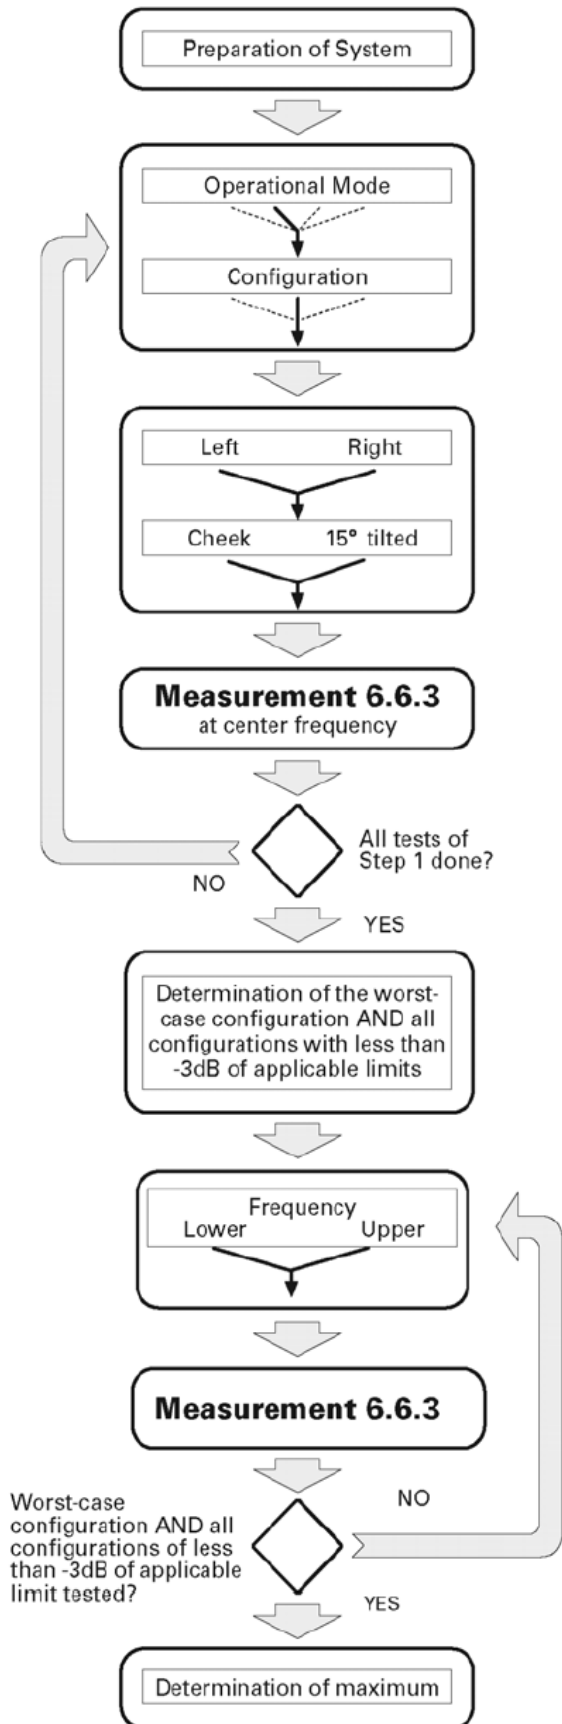 Preparation of System
Operational Mode
Configuration
Left Right
Cheek 15° tilted
Measurement 6.6.3
at center frequency
All tests of
Step 1 done?
NO
YES
Determination of the worst-
case configuration AND all
configurations with less than
-3dB of applicable limits
Frequency
Lower Upper
Measurement 6.6.3
NO
Worst-case
configuration AND all
configurations of less
than -3dB of applicable
limit tested?
YES
Determination of maximum